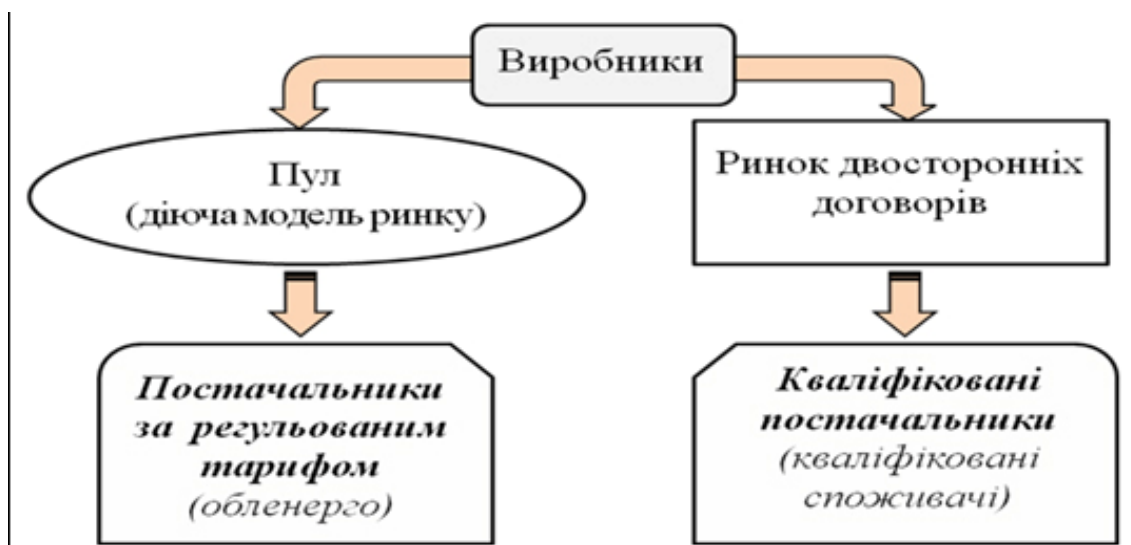 Виробники
Пул
(діюча модель ринку)
Ринок двосторонніх
договорів
Постачальники
за регульованим
тарифом
(обленерго)
Кваліфіковані
постачальники
(кваліфіковані
споживачі)